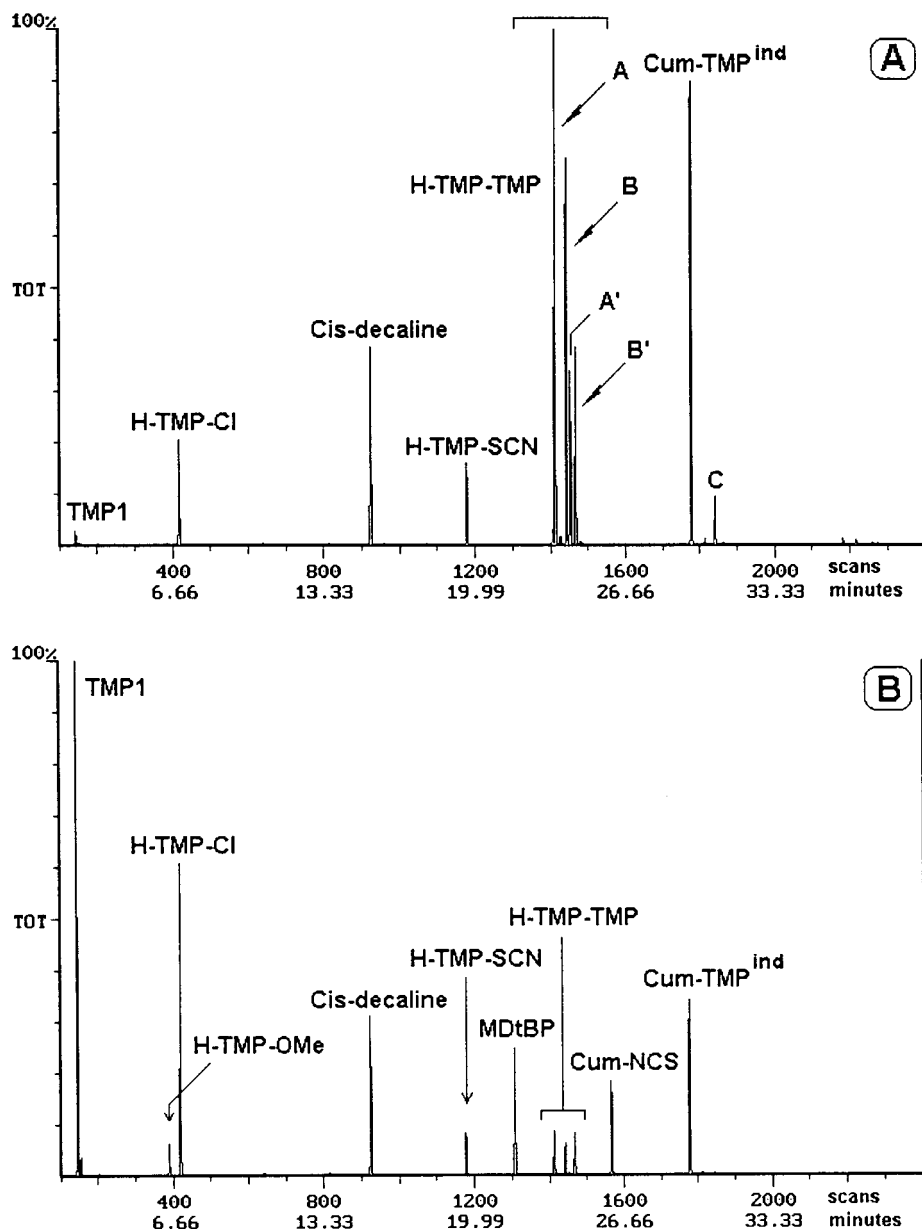 100%
A
Cum-TMP^ind
A
H-TMP-TMP
B
TOT
A'
Cis-decaline
B'
H-TMP-Cl
H-TMP-SCN
C
TMP1
400 800 1200 1600 2000 scans
6.66 13.33 19.99 26.66 33.33 minutes
100%
TMP1
B
H-TMP-Cl
TOT
H-TMP-TMP
H-TMP-SCN
Cum-TMP^ind
Cis-decaline
MDtBP
H-TMP-OMe
Cum-NCS
400 800 1200 1600 2000 scans
6.66 13.33 19.99 26.66 33.33 minutes